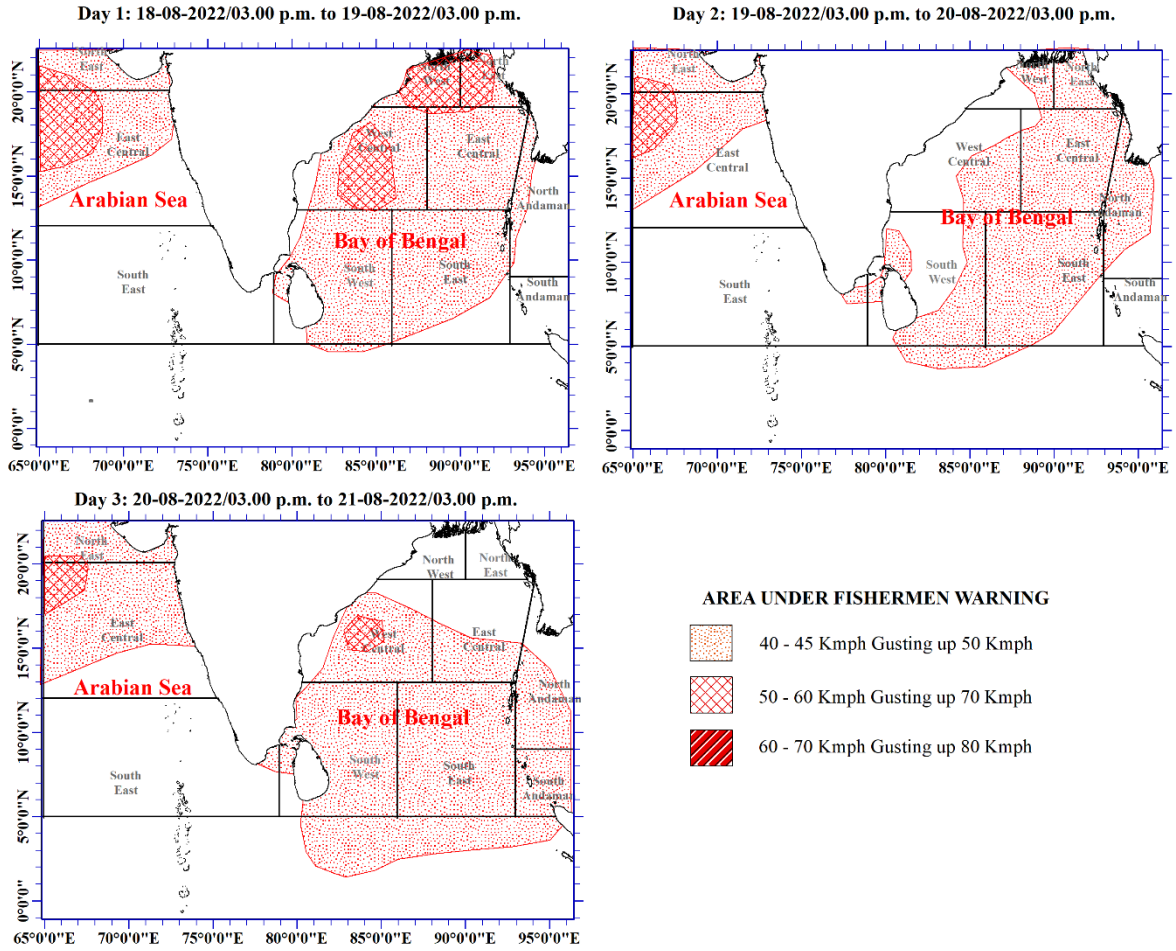 Day 1: 18-08-2022/03.00 p.m. to 19-08-2022/03.00 p.m.
20°0'0"N
15°0'0"N
10°0'0"N
5°0'0"N
0°0'0"
North
East
East
Central
Arabian Sea
South
East
North
West
North
East
West
Central
East
Central
North
Andaman
Bay of Bengal
South
West
South
East
South
Andaman
65°0'0"E 70°0'0"E 75°0'0"E 80°0'0"E 85°0'0"E 90°0'0"E 95°0'0"E
Day 2: 19-08-2022/03.00 p.m. to 20-08-2022/03.00 p.m.
20°0'0"N
15°0'0"N
10°0'0"N
5°0'0"N
0°0'0"
North
East
East
Central
Arabian Sea
South
East
North
West
North
East
West
Central
East
Central
North
Andaman
Bay of Bengal
South
West
South
East
South
Andaman
65°0'0"E 70°0'0"E 75°0'0"E 80°0'0"E 85°0'0"E 90°0'0"E 95°0'0"E
Day 3: 20-08-2022/03.00 p.m. to 21-08-2022/03.00 p.m.
20°0'0"N
15°0'0"N
10°0'0"N
5°0'0"N
0°0'0"
North
East
East
Central
Arabian Sea
South
East
North
West
North
East
West
Central
East
Central
North
Andaman
Bay of Bengal
South
West
South
East
South
Andaman
65°0'0"E 70°0'0"E 75°0'0"E 80°0'0"E 85°0'0"E 90°0'0"E 95°0'0"E
AREA UNDER FISHERMEN WARNING
40 - 45 Kmph Gusting up 50 Kmph
50 - 60 Kmph Gusting up 70 Kmph
60 - 70 Kmph Gusting up 80 Kmph